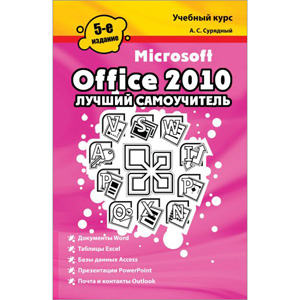 5-е
издание
Учебный курс
А. С. Сурядный
Microsoft
Office 2010
ЛУЧШИЙ САМОУЧИТЕЛЬ
N
S
W
A
I
P
P
O
X
N
Документы Word
Таблицы Excel
Базы данных Access
Презентации PowerPoint
Почта и контакты Outlook